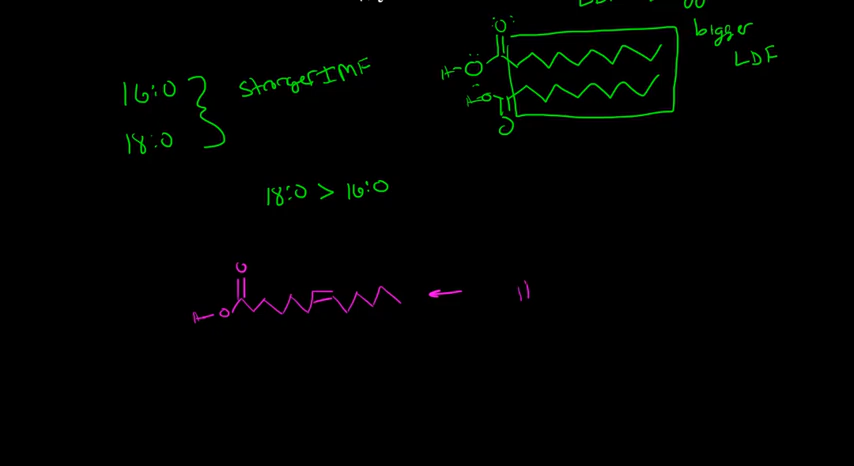 bigger
LDF
16:0
18:0
stronger IMF
O
H-O
H-O
O
18:0 > 16:0
O
H-O